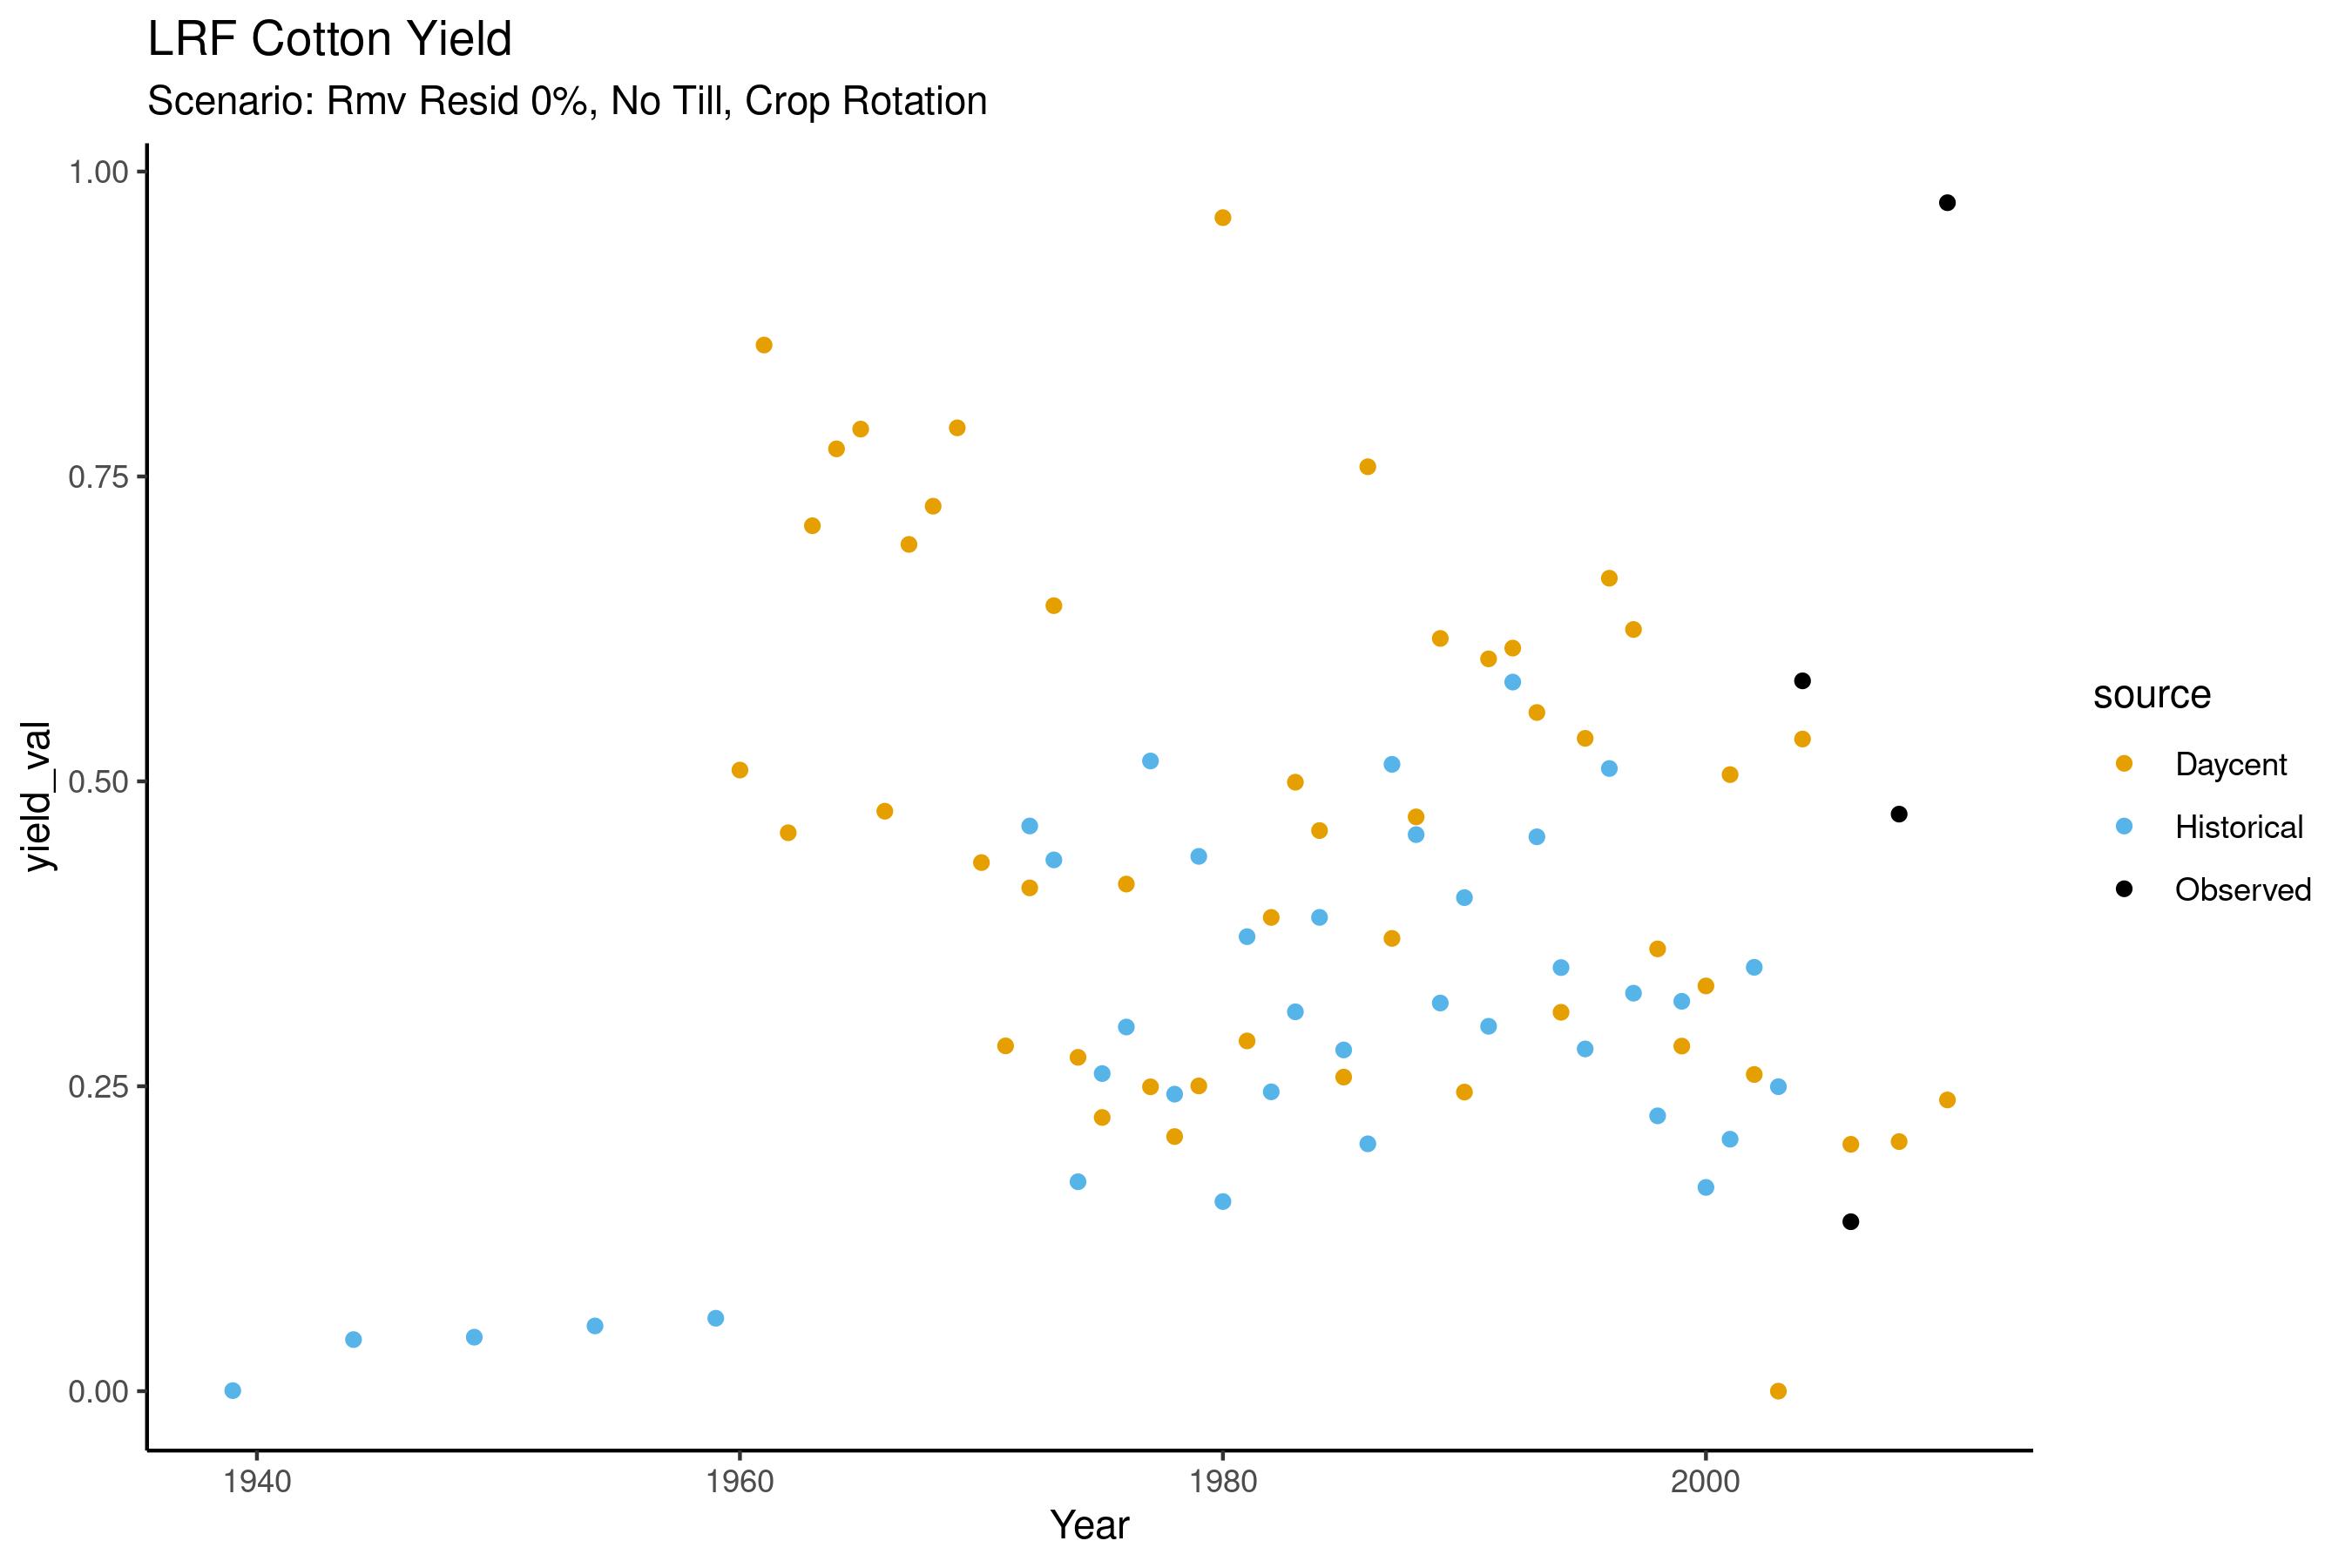 LRF Cotton Yield
Scenario: Rmv Resid 0%, No Till, Crop Rotation
1.00
0.75
0.50
0.25
0.00
yield_val
1940 1960 1980 2000
Year
source
Daycent
Historical
Observed